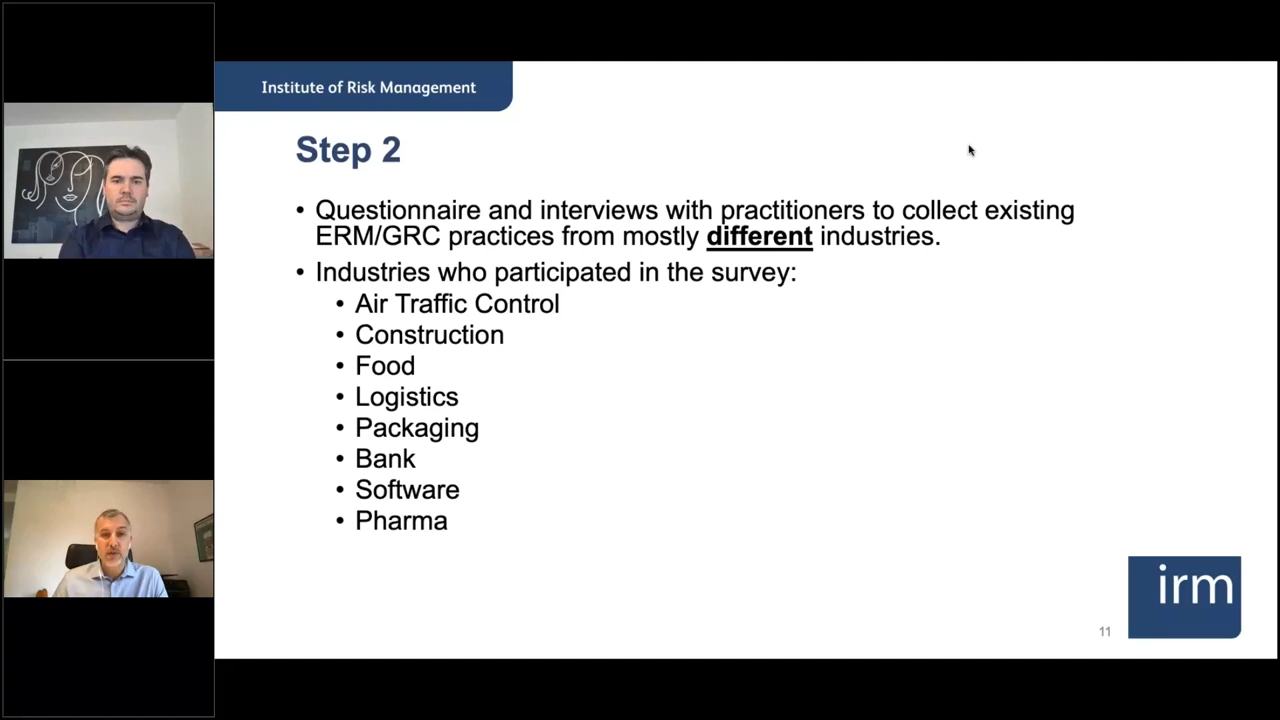 Institute of Risk Management
Step 2
• Questionnaire and interviews with practitioners to collect existing
ERM/GRC practices from mostly different industries.
• Industries who participated in the survey:
• Air Traffic Control
• Construction
• Food
• Logistics
• Packaging
• Bank
• Software
• Pharma
irm
11